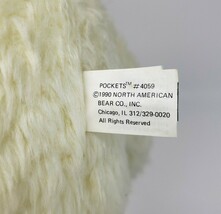 POCKETS™ # 4059
©1990 NORTH AMERICAN
BEAR CO., INC.
Chicago, IL 312/329-0020
All Rights Reserved